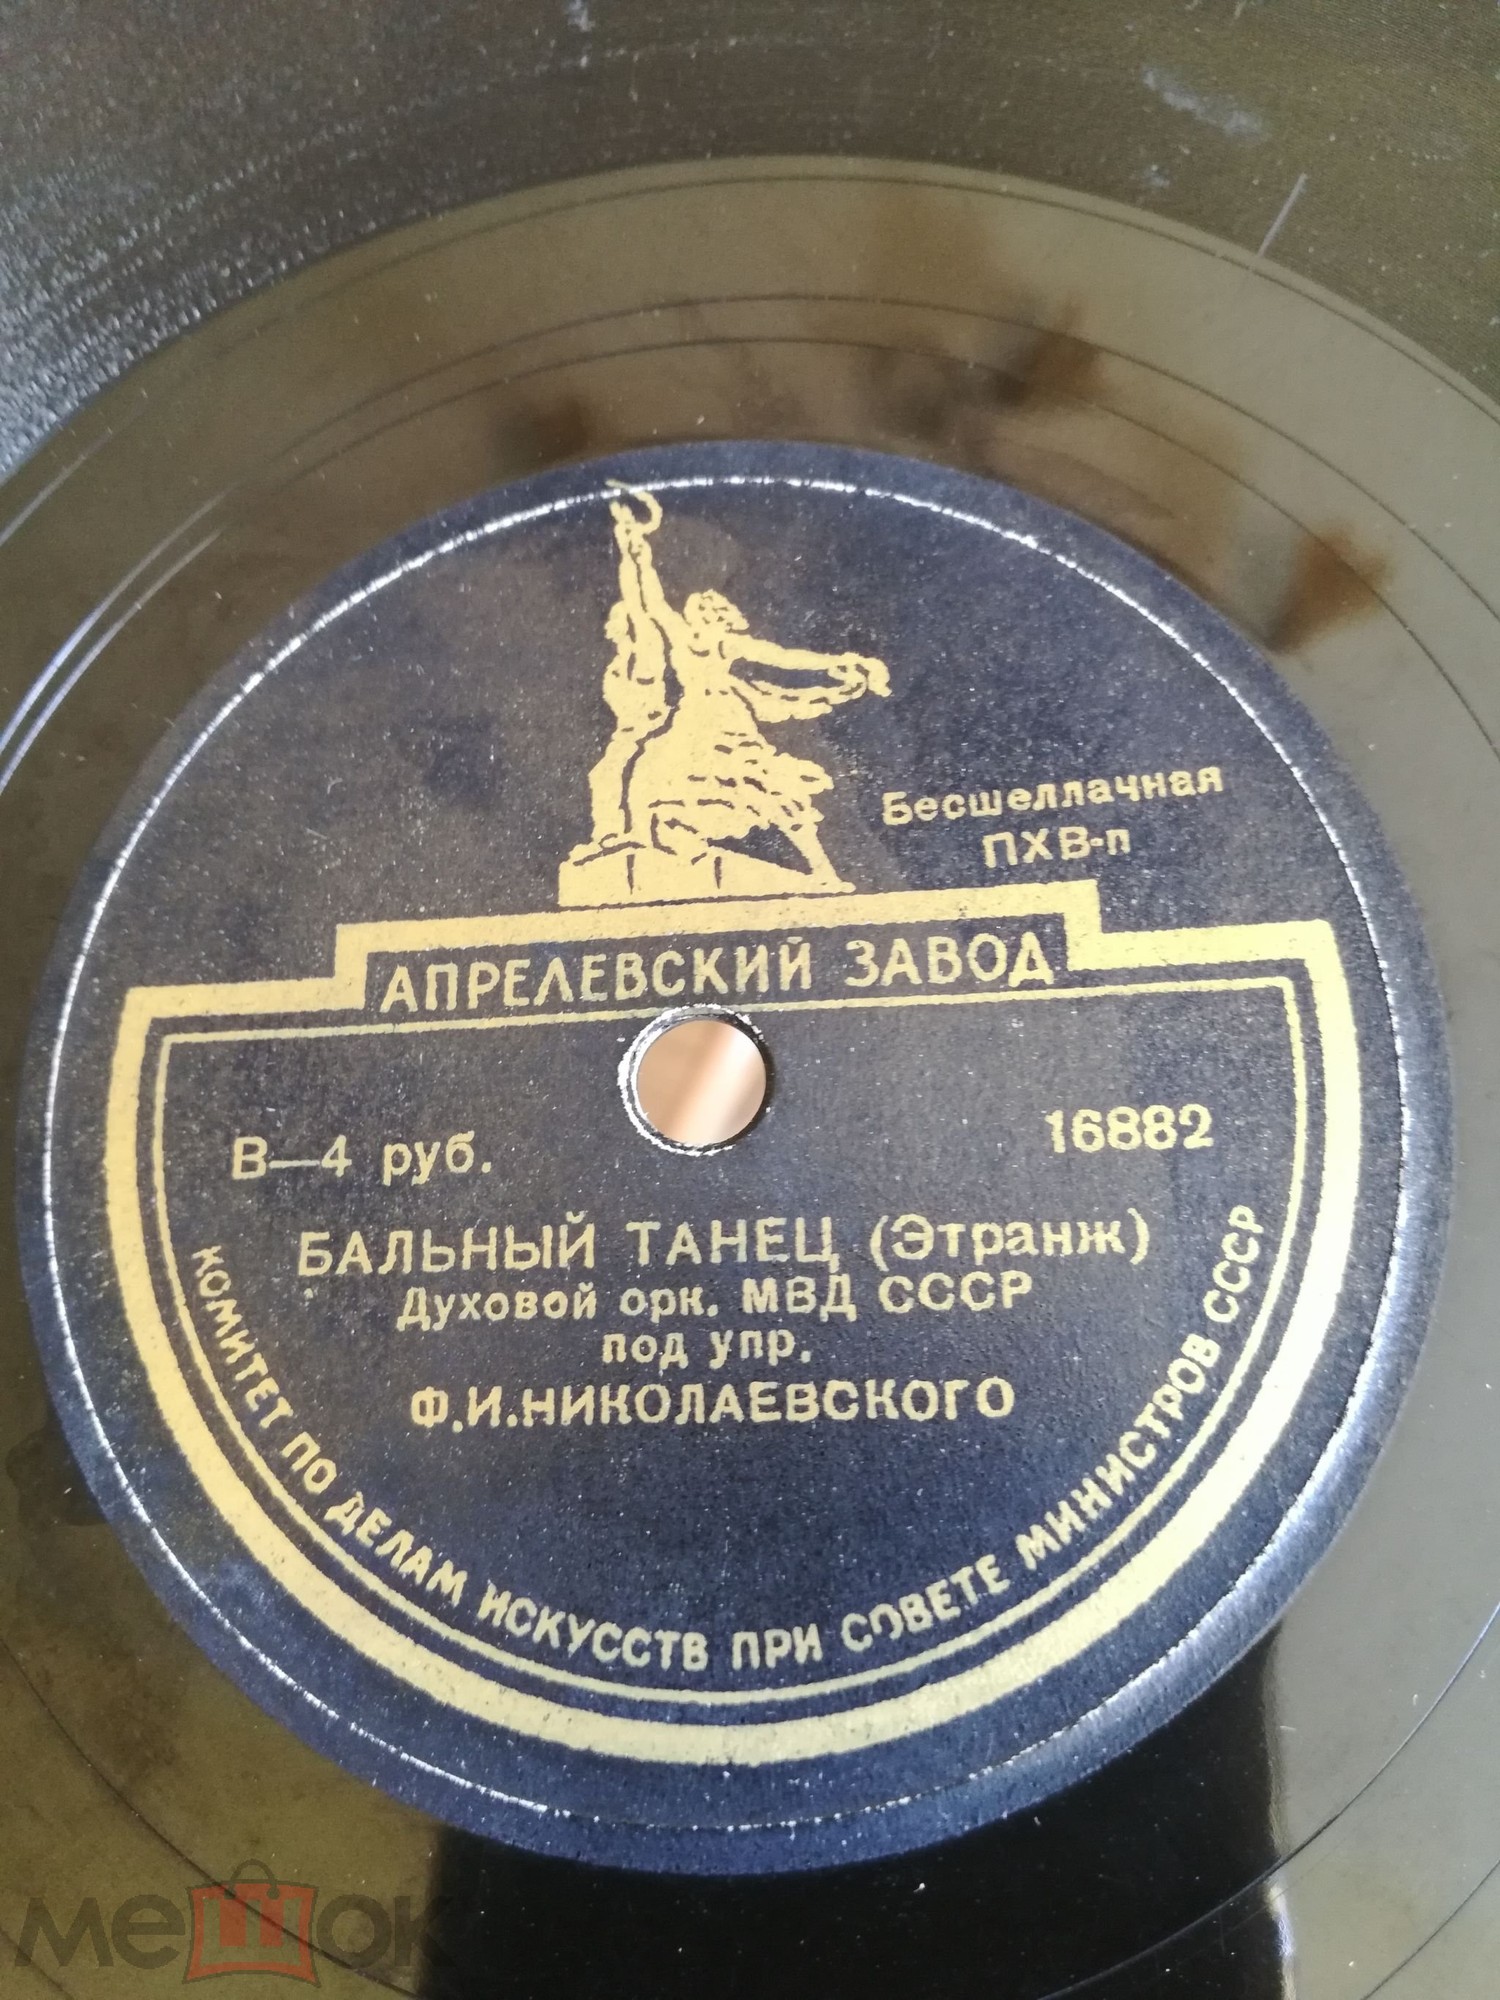 Бесшеллачная
ПХВ-п
АПРЕЛЕВСКИЙ ЗАВОД
В—4 руб.
16882
БАЛЬНЫЙ ТАНЕЦ (Этранж)
Духовой орк. МВД СССР
под упр.
Ф.И.НИКОЛАЕВСКОГО
КОМИТЕТ ПО ДЕЛАМ ИСКУССТВ ПРИ СОВЕТЕ МИНИСТРОВ СССР
мешок